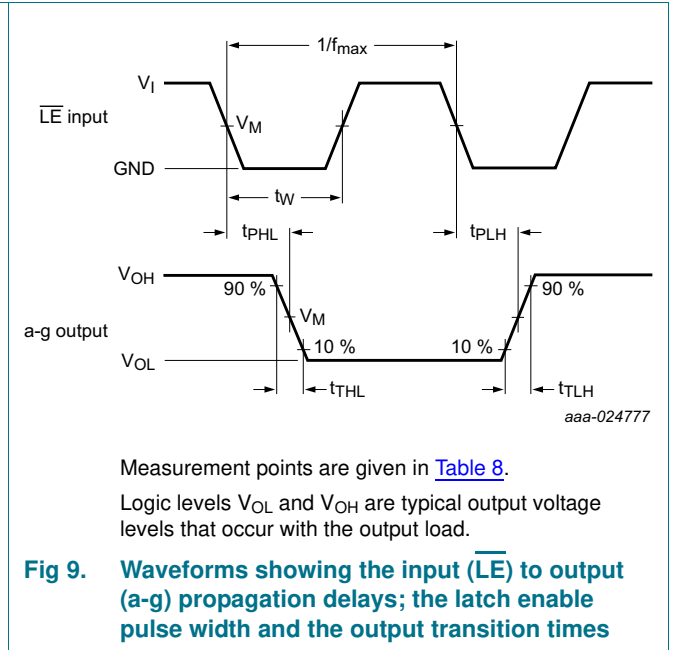 1/fmax
VI
LE input
VM
GND
tW
tPHL
tPLH
VOH
90 %
90 %
VM
a-g output
10 %
10 %
VOL
tTHL
tTLH
aaa-024777
Measurement points are given in Table 8.
Logic levels VOL and VOH are typical output voltage
levels that occur with the output load.
Fig 9. Waveforms showing the input (LE) to output
(a-g) propagation delays; the latch enable
pulse width and the output transition times